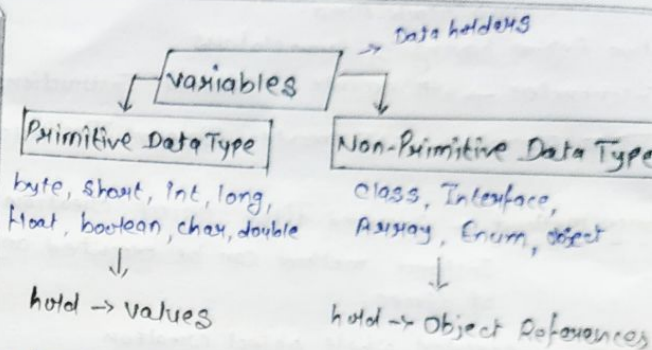 → Data holders
Variables
Primitive Data Type
Non-Primitive Data Type
byte, short, int, long,
float, boolean, char, double
Class, Interface,
Array, Enum, object
↓
↓
hold → values
hold → Object References